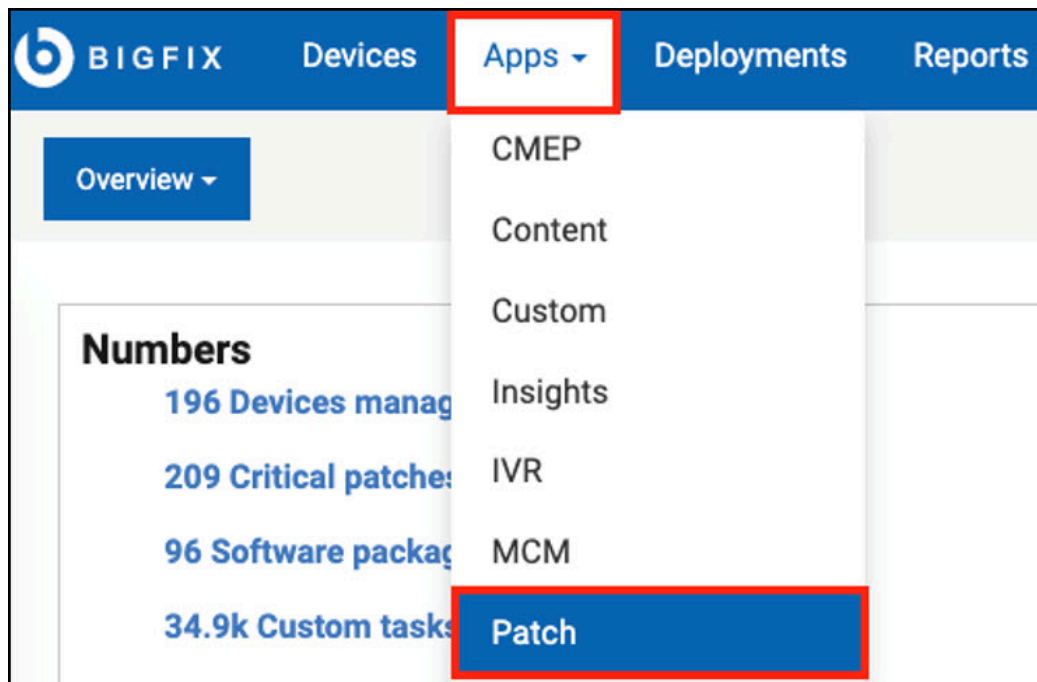 BIGFIX Devices Apps Deployments Reports
Overview
CMEP
Content
Custom
Insights
IVR
MCM
Patch
Numbers
196 Devices manag
209 Critical patche
96 Software packag
34.9k Custom tasks